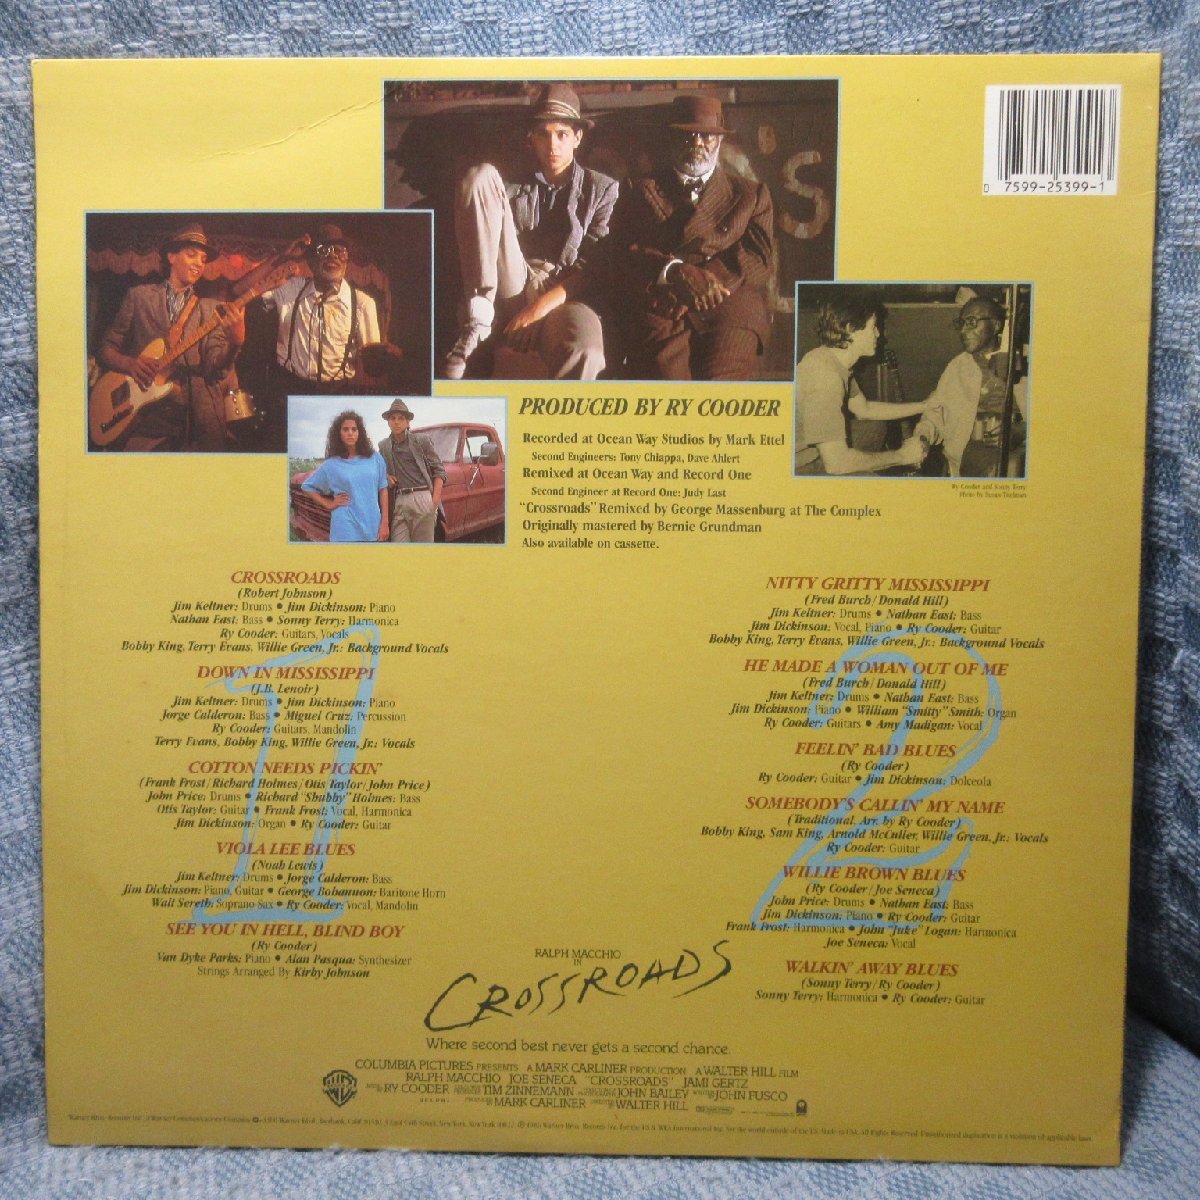 7599-25399-1
PRODUCED BY RY COODER
Recorded at Ocean Way Studios by Mark Ettel
Second Engineers: Tony Chiappa, Dave Ahlert
Remixed at Ocean Way and Record One
Second Engineer at Record One: Judy Last
"Crossroads" Remixed by George Massenburg at The Complex
Originally mastered by Bernie Grundman
Also available on cassette.
Ry Cooder and Sonny Terry
Photo by Susan Titelman
1
CROSSROADS
(Robert Johnson)
Jim Keltner: Drums • Jim Dickinson: Piano
Nathan East: Bass • Sonny Terry: Harmonica
Ry Cooder: Guitars, Vocals
Bobby King, Terry Evans, Willie Green, Jr.: Background Vocals
DOWN IN MISSISSIPPI
(J.B. Lenoir)
Jim Keltner: Drums • Jim Dickinson: Piano
Jorge Calderon: Bass • Miguel Cruz: Percussion
Ry Cooder: Guitars, Mandolin
Terry Evans, Bobby King, Willie Green, Jr.: Vocals
COTTON NEEDS PICKIN'
(Frank Frost/Richard Holmes/Otis Taylor/John Price)
John Price: Drums • Richard "Shubby" Holmes: Bass
Otis Taylor: Guitar • Frank Frost: Vocal, Harmonica
Jim Dickinson: Organ • Ry Cooder: Guitar
VIOLA LEE BLUES
(Noah Lewis)
Jim Keltner: Drums • Jorge Calderon: Bass
Jim Dickinson: Piano, Guitar • George Bohannon: Baritone Horn
Walt Sereth: Soprano Sax • Ry Cooder: Vocal, Mandolin
SEE YOU IN HELL, BLIND BOY
(Ry Cooder)
Van Dyke Parks: Piano • Alan Pasqua: Synthesizer
Strings Arranged By Kirby Johnson
2
NITTY GRITTY MISSISSIPPI
(Fred Burch/Donald Hill)
Jim Keltner: Drums • Nathan East: Bass
Jim Dickinson: Vocal, Piano • Ry Cooder: Guitar
Bobby King, Terry Evans, Willie Green, Jr.: Background Vocals
HE MADE A WOMAN OUT OF ME
(Fred Burch/Donald Hill)
Jim Keltner: Drums • Nathan East: Bass
Jim Dickinson: Piano • William "Smitty" Smith: Organ
Ry Cooder: Guitars • Amy Madigan: Vocal
FEELIN' BAD BLUES
(Ry Cooder)
Ry Cooder: Guitar • Jim Dickinson: Dolceola
SOMEBODY'S CALLIN' MY NAME
(Traditional, Arr. by Ry Cooder)
Bobby King, Sam King, Arnold McCuller, Willie Green, Jr.: Vocals
Ry Cooder: Guitar
WILLIE BROWN BLUES
(Ry Cooder/Joe Seneca)
John Price: Drums • Nathan East: Bass
Jim Dickinson: Piano • Ry Cooder: Guitar
Frank Frost: Harmonica • John "Juke" Logan: Harmonica
Joe Seneca: Vocal
WALKIN' AWAY BLUES
(Sonny Terry/Ry Cooder)
Sonny Terry: Harmonica • Ry Cooder: Guitar
RALPH MACCHIO
IN
CROSSROADS
Where second best never gets a second chance.
COLUMBIA PICTURES PRESENTS A MARK CARLINER PRODUCTION A WALTER HILL FILM
RALPH MACCHIO JOE SENECA "CROSSROADS" JAMI GERTZ
RY COODER TIM ZINNEMANN JOHN BAILEY JOHN FUSCO
MARK CARLINER WALTER HILL